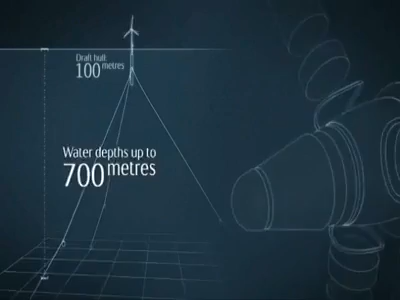 Draft hull:
100 metres
Water depths up to
700 metres